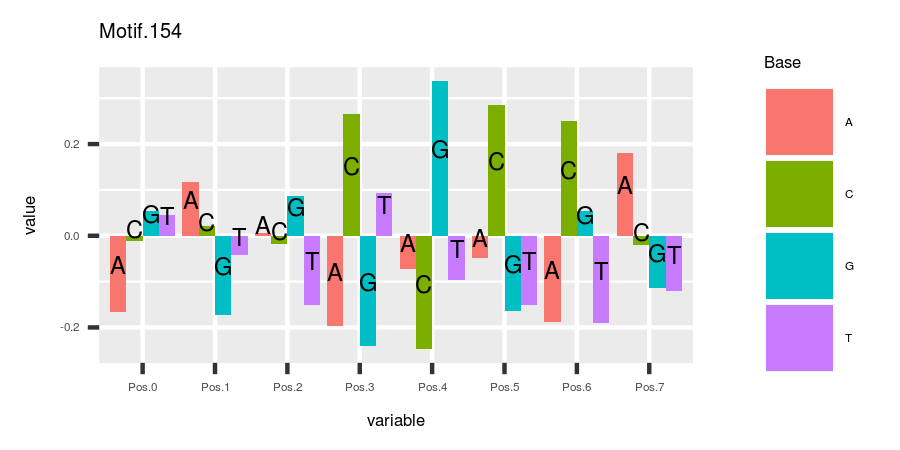 Motif.154
value
0.2
0.0
-0.2
A C G T A C G T A C G T A C G T A C G T A C G T A C G T A C G T
Pos.0 Pos.1 Pos.2 Pos.3 Pos.4 Pos.5 Pos.6 Pos.7
variable
Base
A
C
G
T